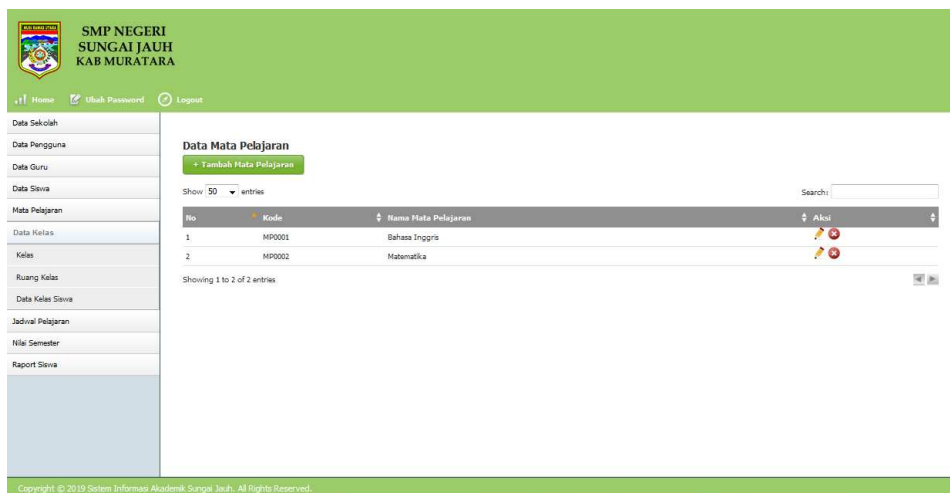 MUSI RAWAS UTARA
SMP NEGERI
SUNGAI JAUH
KAB MURATARA
Home Ubah Password Logout
Data Sekolah
Data Pengguna
Data Guru
Data Siswa
Mata Pelajaran
Data Kelas
Kelas
Ruang Kelas
Data Kelas Siswa
Jadwal Pelajaran
Nilai Semester
Raport Siswa
Data Mata Pelajaran
+ Tambah Mata Pelajaran
Show 50 entries Search:
No Kode Nama Mata Pelajaran Aksi
1 MP0001 Bahasa Inggris
2 MP0002 Matematika
Showing 1 to 2 of 2 entries
Copyright © 2019 Sistem Informasi Akademik Sungai Jauh. All Rights Reserved.